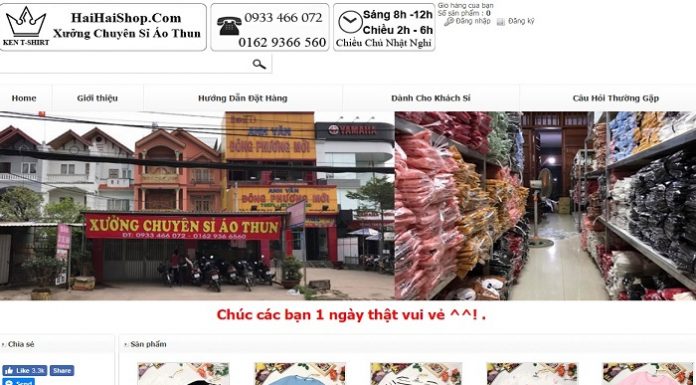 KEN T-SHIRT
HaiHaiShop.Com
Xưởng Chuyên Sỉ Áo Thun
0933 466 072
0162 9366 560
Sáng 8h -12h
Chiều 2h - 6h
Chiều Chủ Nhật Nghỉ
Giỏ hàng của bạn
Số sản phẩm : 0
Đăng nhập
Đăng ký
Home
Giới thiệu
Hướng Dẫn Đặt Hàng
Dành Cho Khách Sỉ
Câu Hỏi Thường Gặp
ANH VĂN
ĐÔNG PHƯƠNG MỚI
YAMAHA
ANH VĂN
ĐÔNG PHƯƠNG MỚI
XƯỞNG CHUYÊN SỈ ÁO THUN
ĐT: 0933 466 072 - 0162 936 6560
Chúc các bạn 1 ngày thật vui vẻ ^^! .
Chia sẻ
Sản phẩm
Like 3.3k
Share
Send